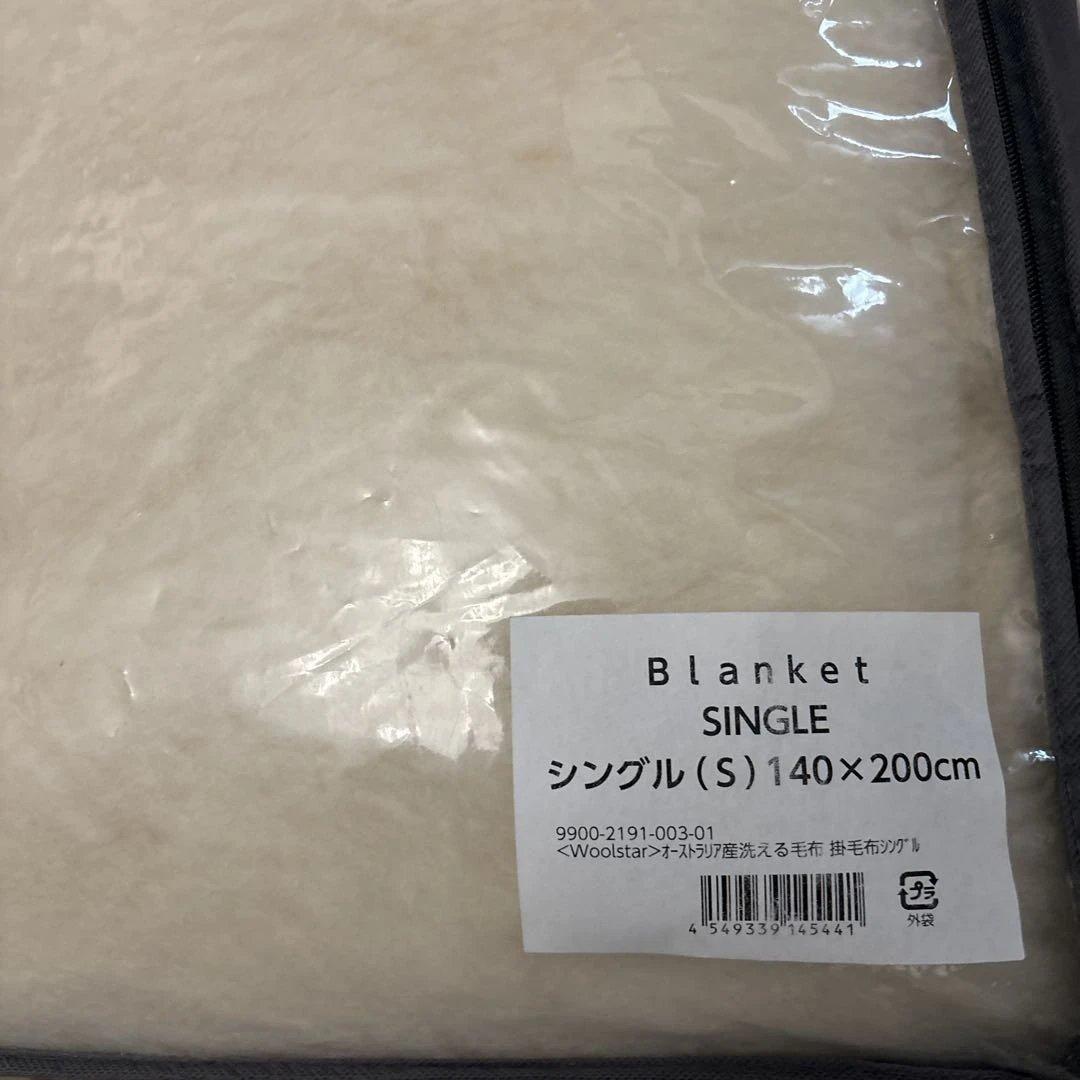 Blanket
SINGLE
シングル(S)140×200cm
9900-2191-003-01
<Woolstar>ｵｰｽﾄﾗﾘｱ産洗える毛布 掛毛布ｼﾝｸﾞﾙ
4 549339 145441
プラ
外袋